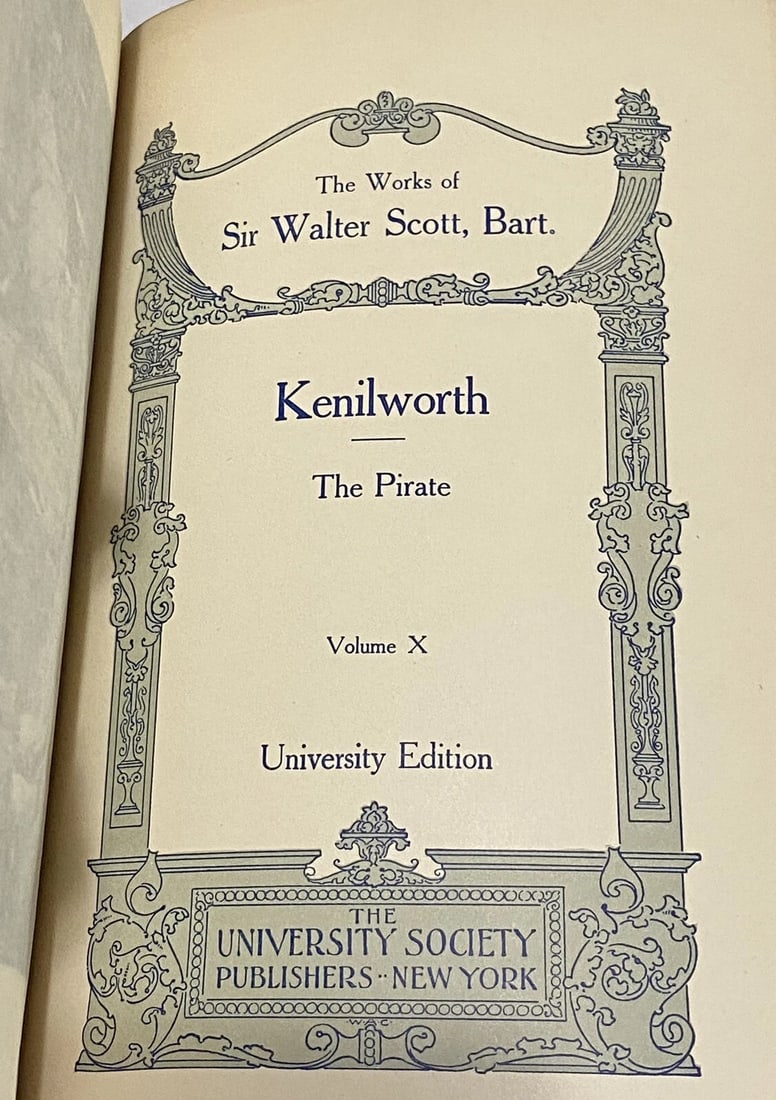 The Works of
Sir Walter Scott, Bart.
Kenilworth
The Pirate
Volume X
University Edition
THE
UNIVERSITY SOCIETY
PUBLISHERS ·· NEW YORK